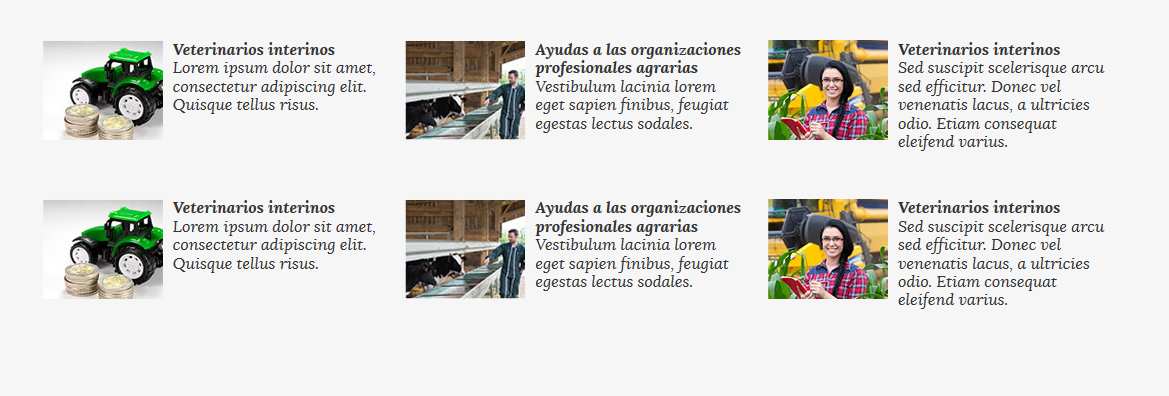 Veterinarios interinos
Lorem ipsum dolor sit amet,
consectetur adipiscing elit.
Quisque tellus risus.
Ayudas a las organizaciones
profesionales agrarias
Vestibulum lacinia lorem
eget sapien finibus, feugiat
egestas lectus sodales.
Veterinarios interinos
Sed suscipit scelerisque arcu
sed efficitur. Donec vel
venenatis lacus, a ultricies
odio. Etiam consequat
eleifend varius.
Veterinarios interinos
Lorem ipsum dolor sit amet,
consectetur adipiscing elit.
Quisque tellus risus.
Ayudas a las organizaciones
profesionales agrarias
Vestibulum lacinia lorem
eget sapien finibus, feugiat
egestas lectus sodales.
Veterinarios interinos
Sed suscipit scelerisque arcu
sed efficitur. Donec vel
venenatis lacus, a ultricies
odio. Etiam consequat
eleifend varius.